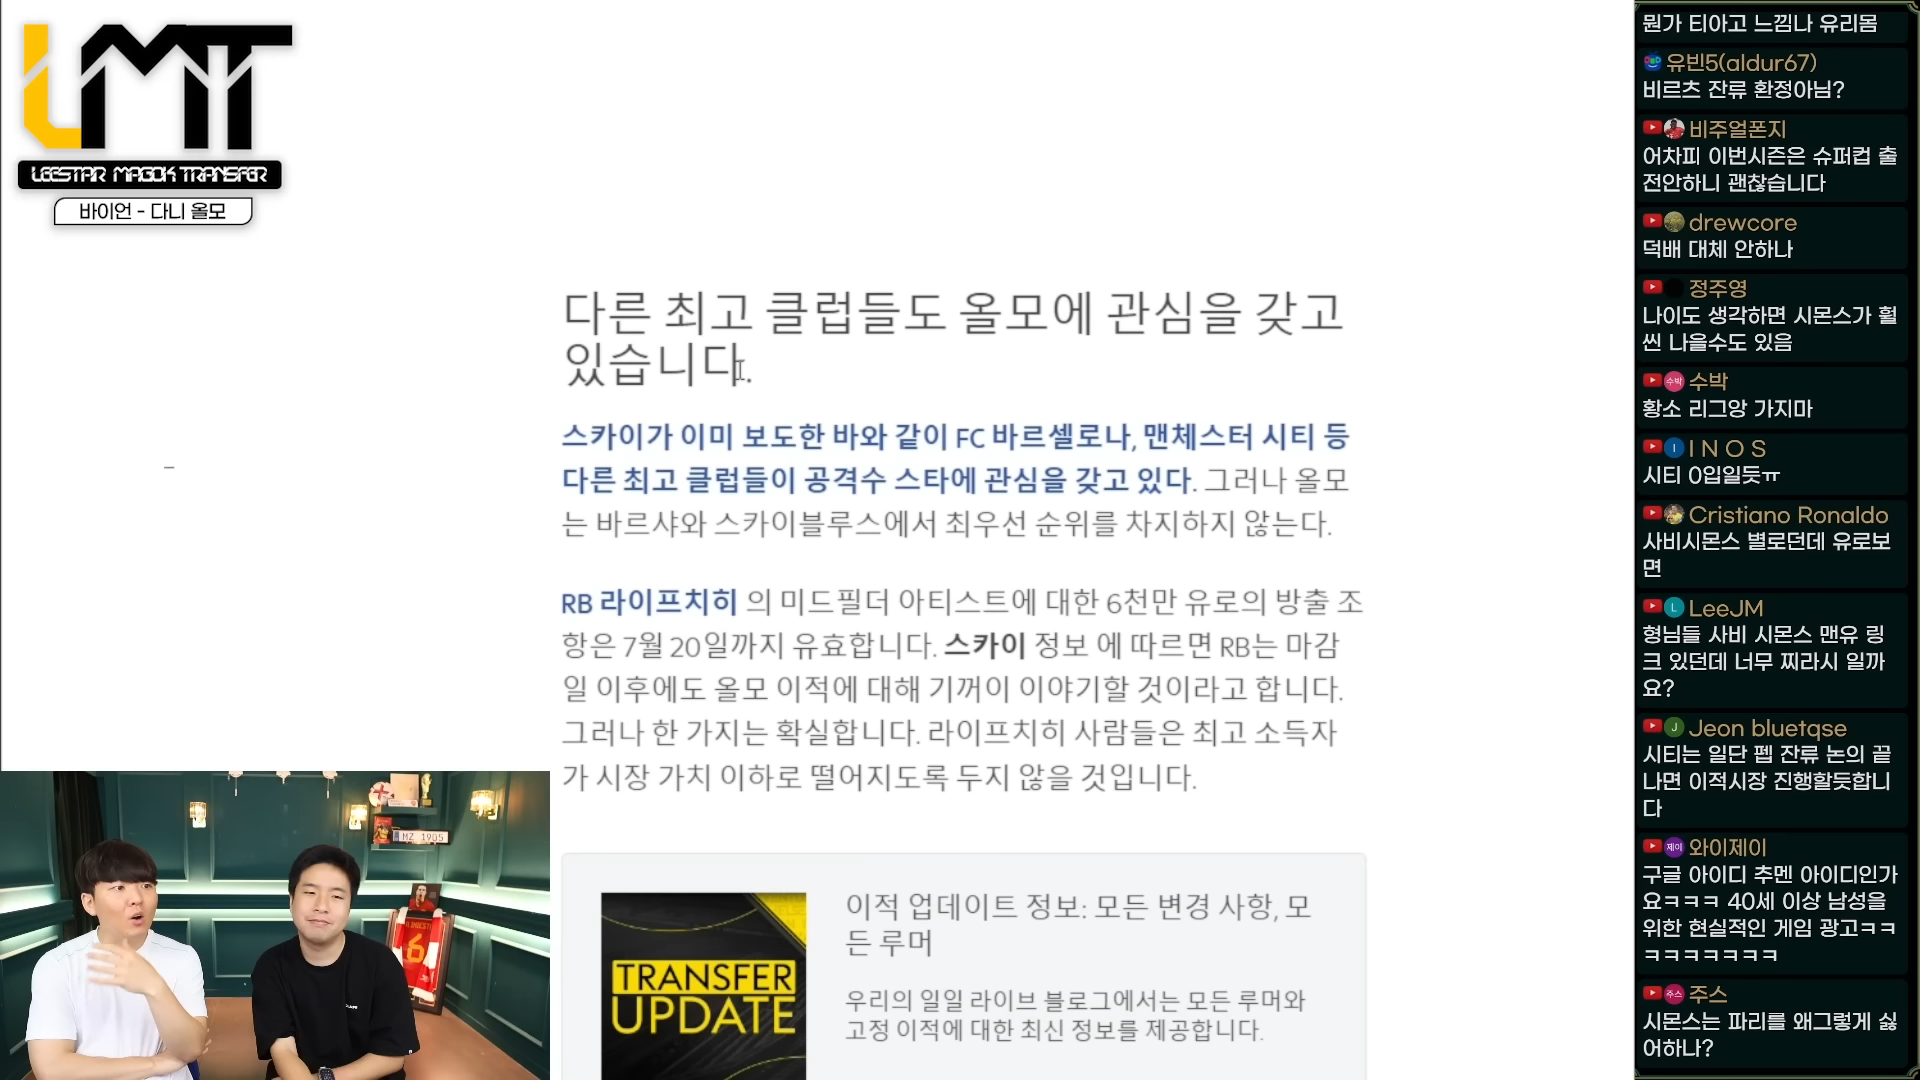 LMT
LEESTAR MAGOK TRANSFER
바이언 - 다니 올모
다른 최고 클럽들도 올모에 관심을 갖고
있습니다.
스카이가 이미 보도한 바와 같이 FC 바르셀로나, 맨체스터 시티 등
다른 최고 클럽들이 공격수 스타에 관심을 갖고 있다. 그러나 올모
는 바르샤와 스카이블루스에서 최우선 순위를 차지하지 않는다.
RB 라이프치히 의 미드필더 아티스트에 대한 6천만 유로의 방출 조
항은 7월 20일까지 유효합니다. 스카이 정보 에 따르면 RB는 마감
일 이후에도 올모 이적에 대해 기꺼이 이야기할 것이라고 합니다.
그러나 한 가지는 확실합니다. 라이프치히 사람들은 최고 소득자
가 시장 가치 이하로 떨어지도록 두지 않을 것입니다.
TRANSFER
UPDATE
이적 업데이트 정보: 모든 변경 사항, 모
든 루머
우리의 일일 라이브 블로그에서는 모든 루머와
고정 이적에 대한 최신 정보를 제공합니다.
MZ 1905
6
뭔가 티아고 느낌나 유리몸
유빈5(aldur67)
비르츠 잔류 환정아님?
비주얼폰지
어차피 이번시즌은 슈퍼컵 출
전안하니 괜찮습니다
drewcore
덕배 대체 안하나
정주영
나이도 생각하면 시몬스가 훨
씬 나을수도 있음
수박 수박
황소 리그앙 가지마
I I N O S
시티 0입일듯ㅠ
Cristiano Ronaldo
사비시몬스 별로던데 유로보
면
L LeeJM
형님들 사비 시몬스 맨유 링
크 있던데 너무 찌라시 일까
요?
J Jeon bluetqse
시티는 일단 펩 잔류 논의 끝
나면 이적시장 진행할듯합니
다
제이 와이제이
구글 아이디 추멘 아이디인가
요ㅋㅋㅋ 40세 이상 남성을
위한 현실적인 게임 광고ㅋㅋ
ㅋㅋㅋㅋㅋㅋㅋ
주스 주스
시몬스는 파리를 왜그렇게 싫
어하나?